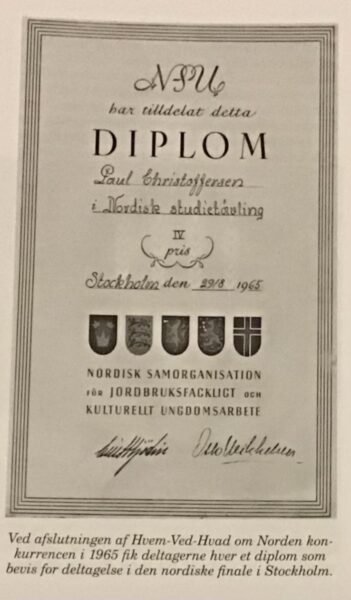 NSU
har tilldelat detta
DIPLOM
Paul Christoffersen
i Nordisk studietävling
IV
pris
Stockholm den 29/8 1965
NORDISK SAMORGANISATION
FÖR JORDBRUKSFACKLIGT OCH
KULTURELLT UNGDOMSARBETE
Ved afslutningen af Hvem-Ved-Hvad om Norden kon-
kurrencen i 1965 fik deltagerne hver et diplom som
bevis for deltagelse i den nordiske finale i Stockholm.